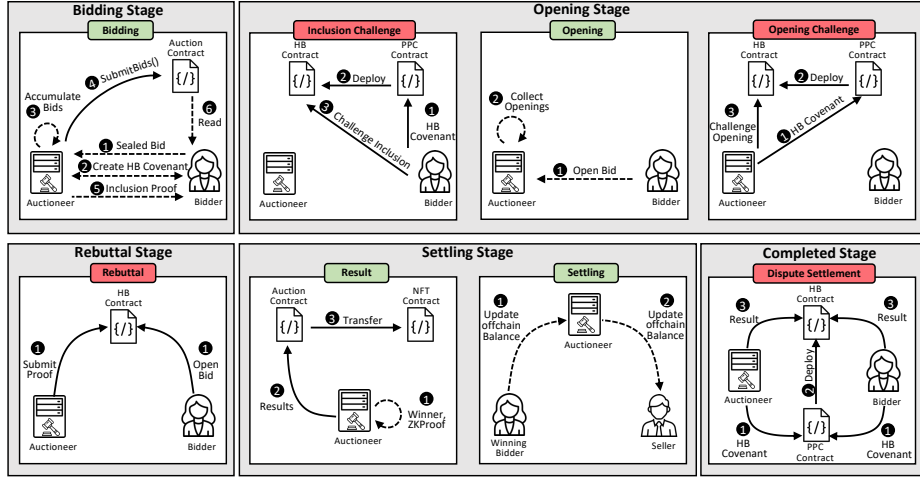 Bidding Stage
Bidding
Auction
Contract
{/}
4 SubmitBids()
Accumulate
3 Bids
6
Read
1 Sealed Bid
2 Create HB Covenant
5 Inclusion Proof
Auctioneer
Bidder
Opening Stage
Inclusion Challenge
HB
Contract
{/}
PPC
Contract
{/}
2 Deploy
3 Challenge Inclusion
1
HB
Covenant
Auctioneer
Bidder
Opening
2
Collect
Openings
1 Open Bid
Auctioneer
Bidder
Opening Challenge
HB
Contract
{/}
PPC
Contract
{/}
2
Deploy
3
Challenge
Opening
1 HB Covenant
Auctioneer
Bidder
Rebuttal Stage
Rebuttal
HB
Contract
{/}
1
Submit
Proof
1
Open
Bid
Auctioneer
Bidder
Settling Stage
Result
Auction
Contract
{/}
NFT
Contract
{/}
3 Transfer
2
Results
1
Winner,
ZKProof
Auctioneer
Settling
1
Update
offchain
Balance
2
Update
offchain
Balance
Auctioneer
Winning
Bidder
Seller
Completed Stage
Dispute Settlement
HB
Contract
{/}
3
Result
3
Result
2 Deploy
Auctioneer
Bidder
1
HB
Covenant
{/}
PPC
Contract
1
HB
Covenant